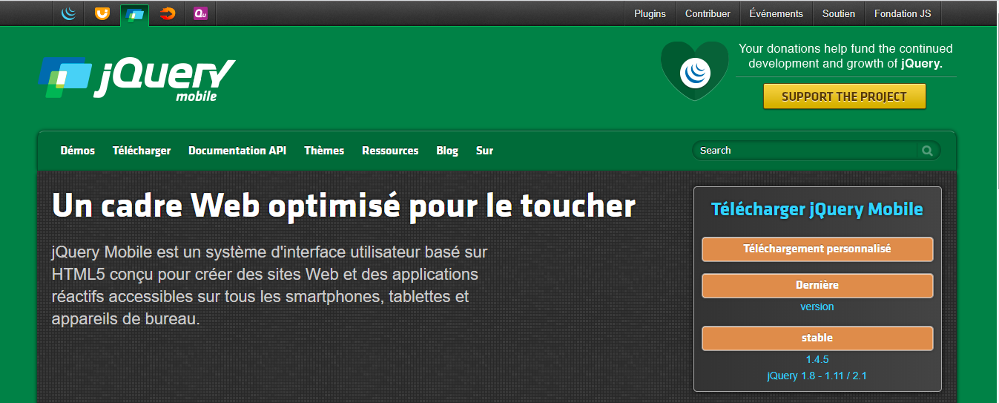 Qu
Plugins Contribuer Événements Soutien Fondation JS
jQuery
mobile
Your donations help fund the continued
development and growth of jQuery.
SUPPORT THE PROJECT
Démos Télécharger Documentation API Thèmes Ressources Blog Sur
Search
Un cadre Web optimisé pour le toucher
jQuery Mobile est un système d'interface utilisateur basé sur
HTML5 conçu pour créer des sites Web et des applications
réactifs accessibles sur tous les smartphones, tablettes et
appareils de bureau.
Télécharger jQuery Mobile
Téléchargement personnalisé
Dernière
version
stable
1.4.5
jQuery 1.8 - 1.11 / 2.1